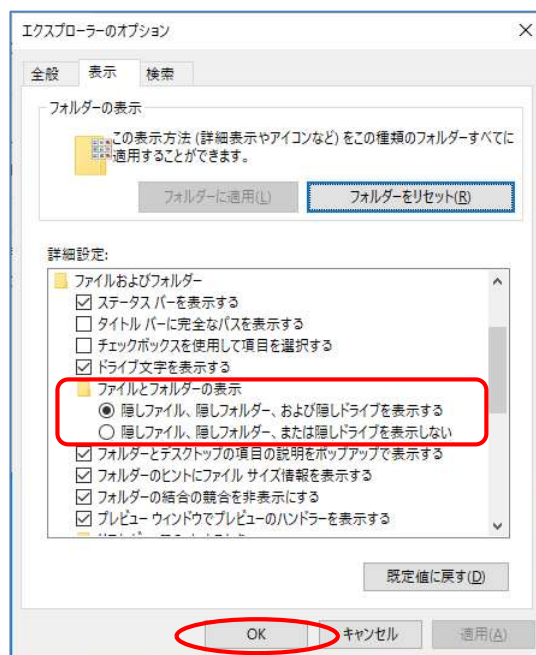 エクスプローラーのオプション
全般 表示 検索
フォルダーの表示
この表示方法 (詳細表示やアイコンなど) をこの種類のフォルダーすべてに
適用することができます。
フォルダーに適用(L) フォルダーをリセット(R)
詳細設定:
ファイルおよびフォルダー
ステータス バーを表示する
タイトル バーに完全なパスを表示する
チェックボックスを使用して項目を選択する
ドライブ文字を表示する
ファイルとフォルダーの表示
隠しファイル、隠しフォルダー、および隠しドライブを表示する
隠しファイル、隠しフォルダー、または隠しドライブを表示しない
フォルダーとデスクトップの項目の説明をポップアップで表示する
フォルダーのヒントにファイル サイズ情報を表示する
フォルダーの結合の競合を非表示にする
プレビュー ウィンドウでプレビューのハンドラーを表示する
既定値に戻す(D)
OK キャンセル 適用(A)